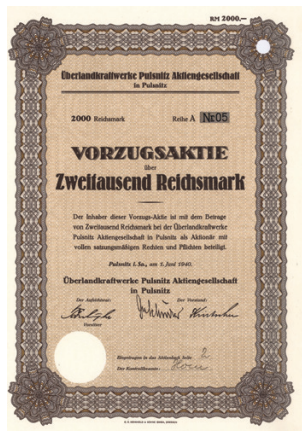 RM 2000,—
Überlandkraftwerke Pulsnitz Aktiengesellschaft
in Pulsnitz
2000 Reichsmark Reihe A Nr. 05
VORZUGSAKTIE
über
Zweitausend Reichsmark
Der Inhaber dieser Vorzugs-Aktie ist mit dem Betrage
von Zweitausend Reichsmark bei der Überlandkraftwerke
Pulsnitz Aktiengesellschaft in Pulsnitz als Aktionär mit
vollen satzungsmäßigen Rechten und Pflichten beteiligt.
Pulsnitz i. Sa., am 1. Juni 1940.
Überlandkraftwerke Pulsnitz Aktiengesellschaft
in Pulsnitz
Der Aufsichtsrat: Der Vorstand:
Eingetragen in das Aktienbuch Seite 2
Der Kontrollbeamte: